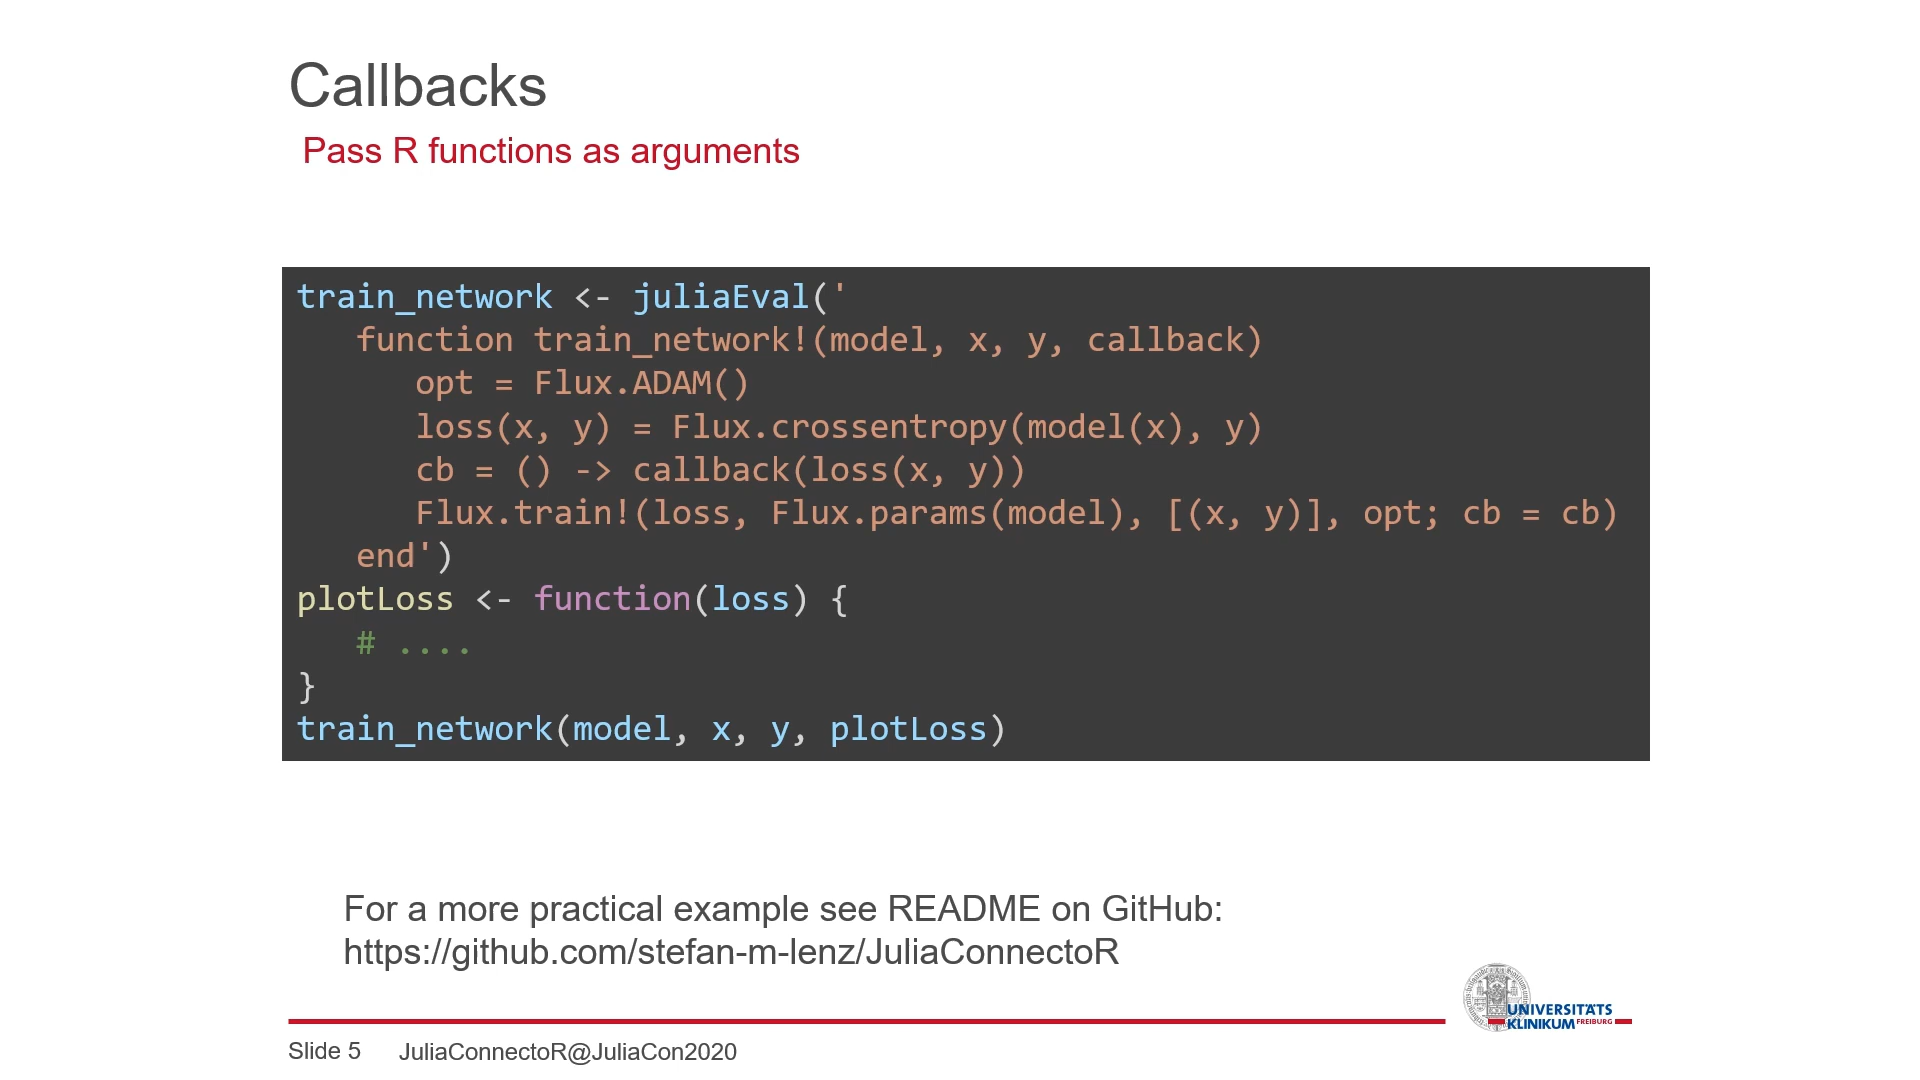 Callbacks
Pass R functions as arguments
train_network <- juliaEval('
   function train_network!(model, x, y, callback)
      opt = Flux.ADAM()
      loss(x, y) = Flux.crossentropy(model(x), y)
      cb = () -> callback(loss(x, y))
      Flux.train!(loss, Flux.params(model), [(x, y)], opt; cb = cb)
   end')
plotLoss <- function(loss) {
   # ....
}
train_network(model, x, y, plotLoss)
For a more practical example see README on GitHub:
https://github.com/stefan-m-lenz/JuliaConnectoR
UNIVERSITÄTS
KLINIKUM FREIBURG
Slide 5 JuliaConnectoR@JuliaCon2020